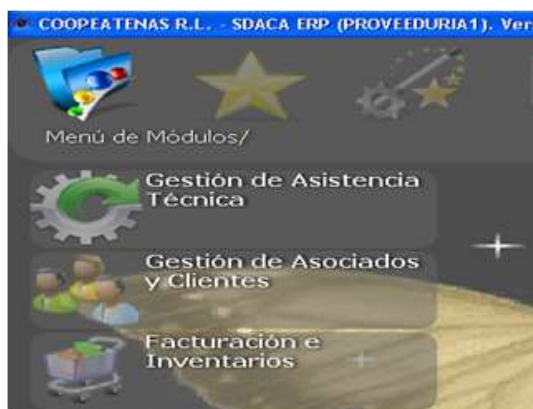 COOPEATENAS R.L. - SDACA ERP (PROVEEDURIA1). Ver
Menú de Módulos/
Gestión de Asistencia
Técnica
Gestión de Asociados
y Clientes
Facturación e
Inventarios